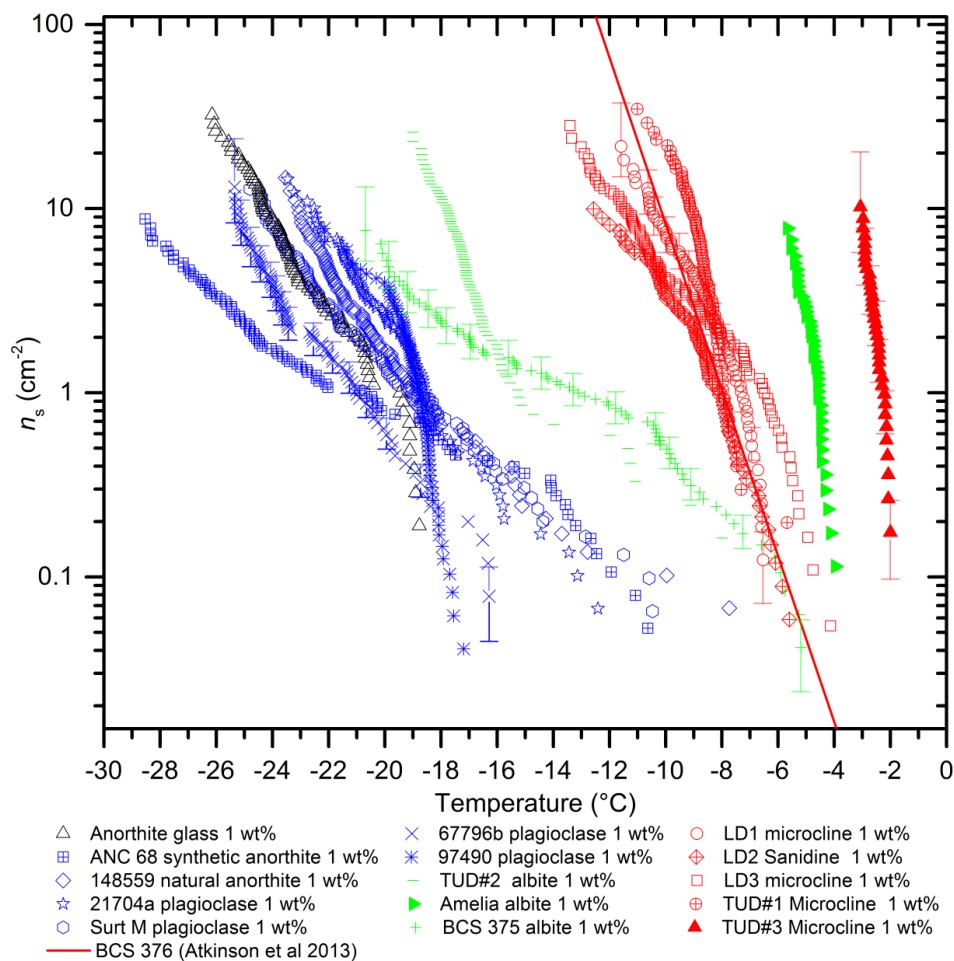 100
10
1
0.1
n_s (cm⁻²)
-30 -28 -26 -24 -22 -20 -18 -16 -14 -12 -10 -8 -6 -4 -2 0
Temperature (°C)
Anorthite glass 1 wt%
ANC 68 synthetic anorthite 1 wt%
148559 natural anorthite 1 wt%
21704a plagioclase 1 wt%
Surt M plagioclase 1 wt%
BCS 376 (Atkinson et al 2013)
67796b plagioclase 1 wt%
97490 plagioclase 1 wt%
TUD#2 albite 1 wt%
Amelia albite 1 wt%
BCS 375 albite 1 wt%
LD1 microcline 1 wt%
LD2 Sanidine 1 wt%
LD3 microcline 1 wt%
TUD#1 Microcline 1 wt%
TUD#3 Microcline 1 wt%